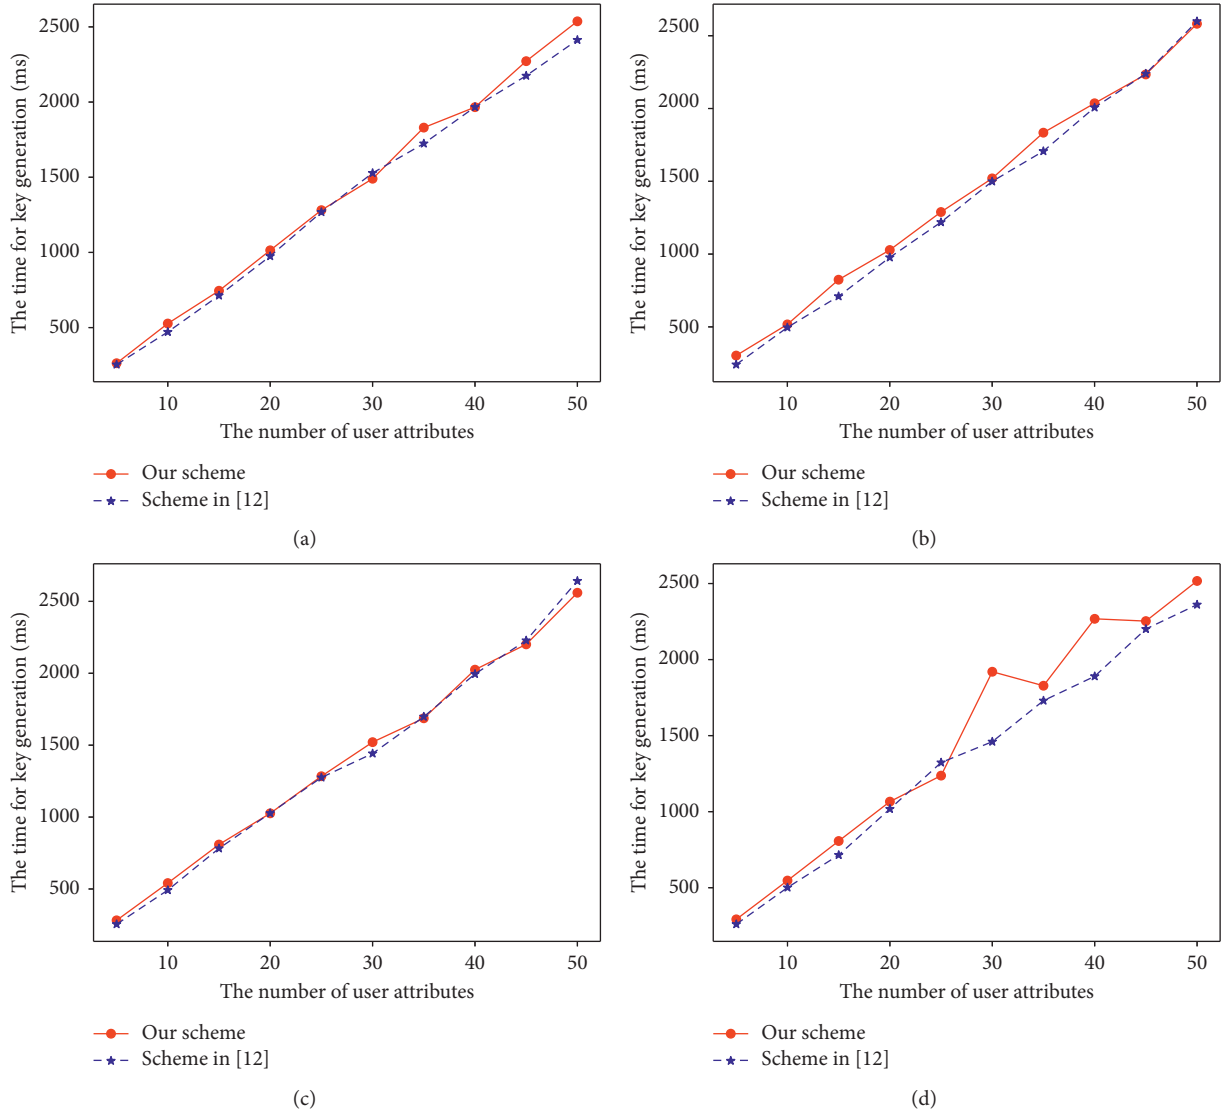 The time for key generation (ms)
2500
2000
1500
1000
500
10 20 30 40 50
The number of user attributes
Our scheme
Scheme in [12]
(a)
The time for key generation (ms)
2500
2000
1500
1000
500
10 20 30 40 50
The number of user attributes
Our scheme
Scheme in [12]
(b)
The time for key generation (ms)
2500
2000
1500
1000
500
10 20 30 40 50
The number of user attributes
Our scheme
Scheme in [12]
(c)
The time for key generation (ms)
2500
2000
1500
1000
500
10 20 30 40 50
The number of user attributes
Our scheme
Scheme in [12]
(d)